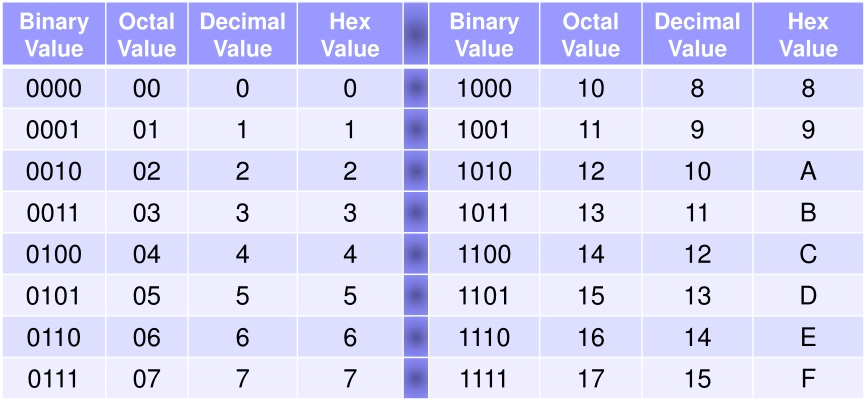 Binary Value Octal Value Decimal Value Hex Value Binary Value Octal Value Decimal Value Hex Value
0000 00 0 0 1000 10 8 8
0001 01 1 1 1001 11 9 9
0010 02 2 2 1010 12 10 A
0011 03 3 3 1011 13 11 B
0100 04 4 4 1100 14 12 C
0101 05 5 5 1101 15 13 D
0110 06 6 6 1110 16 14 E
0111 07 7 7 1111 17 15 F